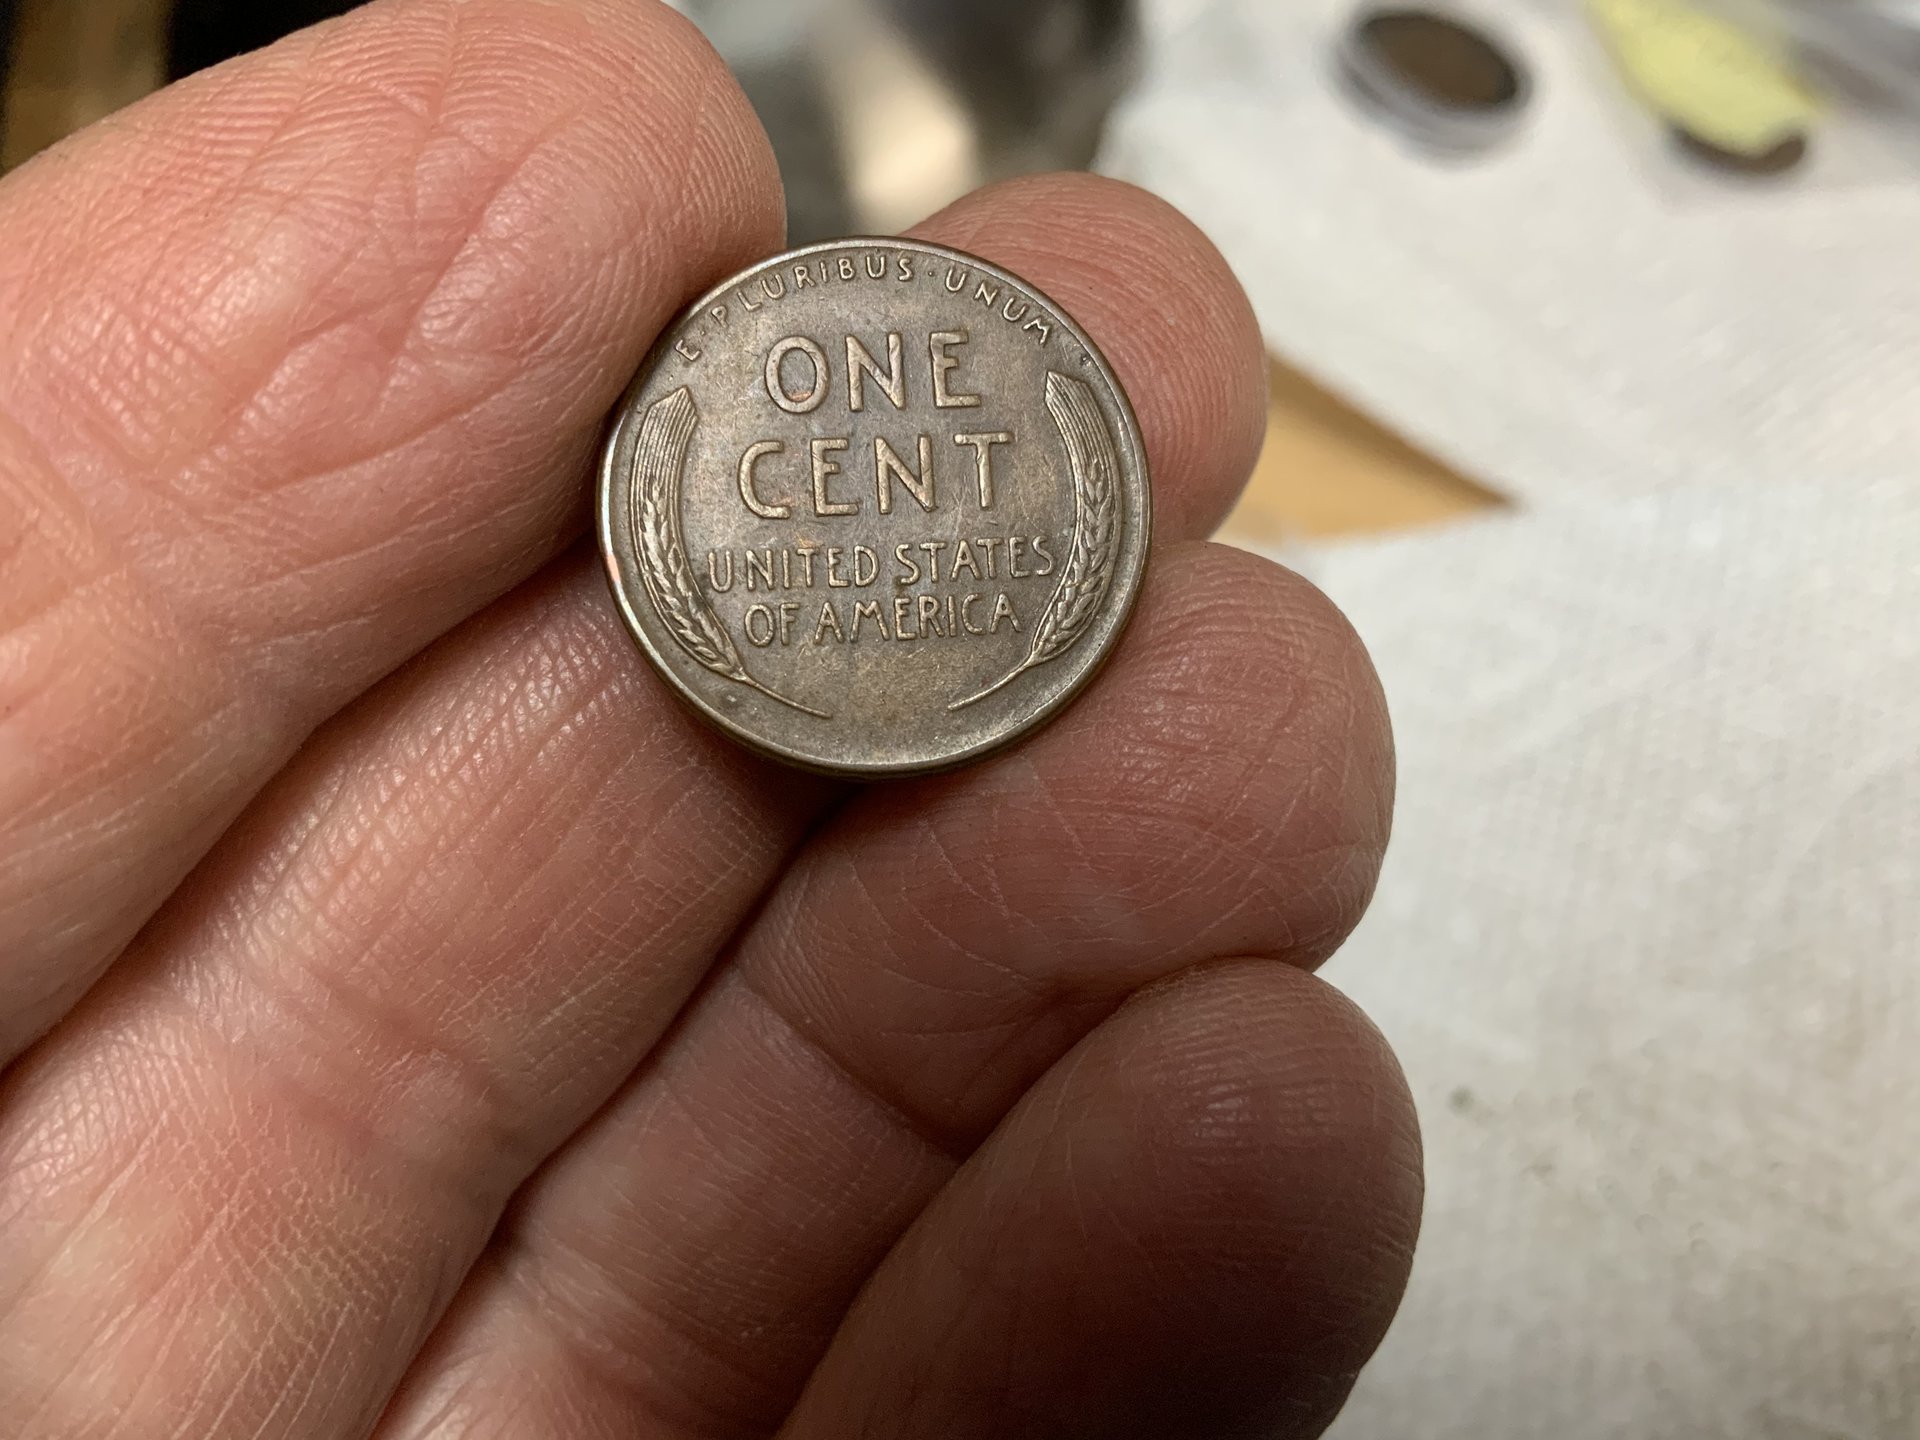 E·PLURIBUS·UNUM
ONE
CENT
UNITED STATES
OF AMERICA